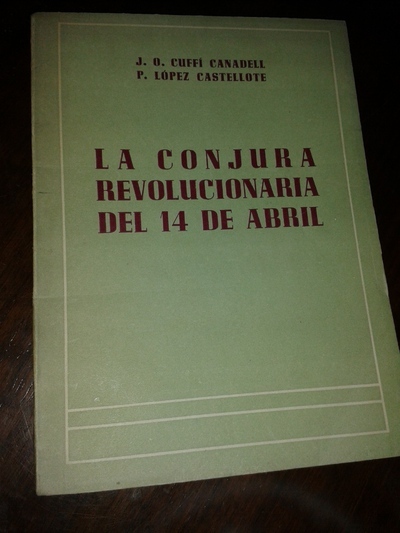 J. O. CUFFÍ CANADELL
P. LÓPEZ CASTELLOTE
LA CONJURA
REVOLUCIONARIA
DEL 14 DE ABRIL